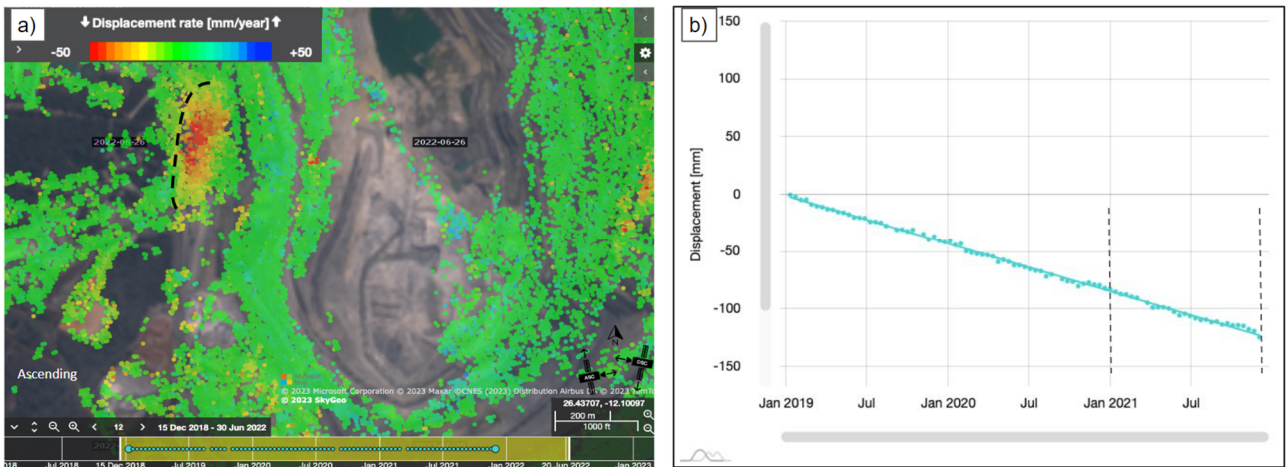 a)
Displacement rate [mm/year]
-50
+50
2022-06-26
2022-06-26
Ascending
ASC
DSC
© 2023 Microsoft Corporation © 2023 Maxar ©CNES (2023) Distribution Airbus
© 2023 SkyGeo
26.43707, -12.10097
200 m
1000 ft
12
15 Dec 2018 - 30 Jun 2022
Jul 2018
15 Dec 2018
Jul 2019
Jan 2020
Jul 2020
Jan 2021
Jul 2021
Jan 2022
20 Jun 2022
Jan 2023
b)
150
100
50
0
-50
-100
-150
Displacement [mm]
Jan 2019
Jul
Jan 2020
Jul
Jan 2021
Jul